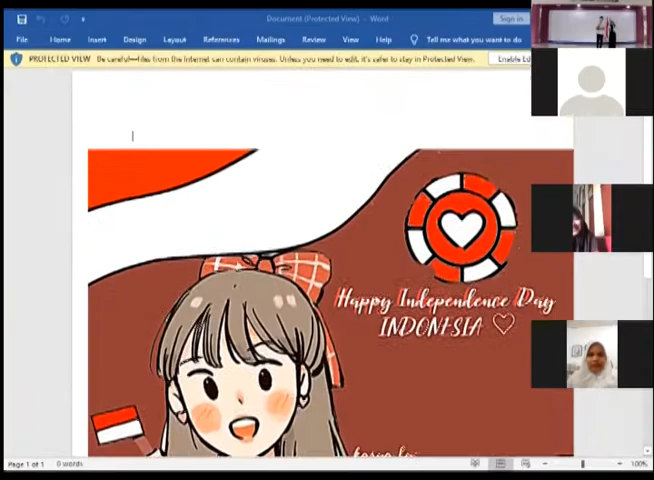 Document (Protected View) - Word
Sign in
File Home Insert Design Layout References Mailings Review View Help Tell me what you want to do
PROTECTED VIEW Be careful—files from the Internet can contain viruses. Unless you need to edit, it's safer to stay in Protected View. Enable Ed
Happy Independence Day
INDONESIA
Page 1 of 1 0 words 100%